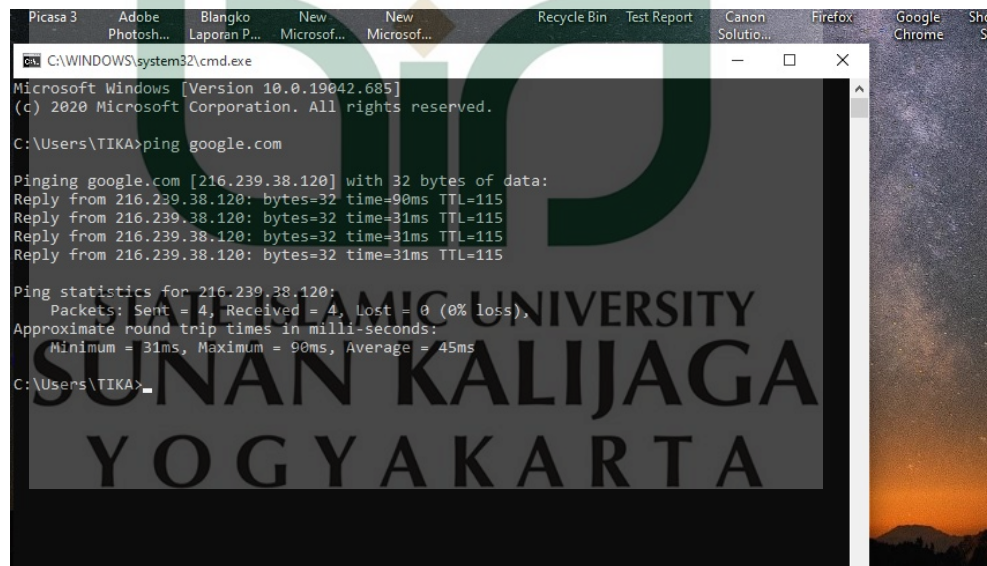 Picasa 3 Adobe Photosh... Blangko Laporan P... New Microsof... New Microsof... Recycle Bin Test Report Canon Solutio... Firefox Google Chrome
C:\WINDOWS\system32\cmd.exe
Microsoft Windows [Version 10.0.19042.685]
(c) 2020 Microsoft Corporation. All rights reserved.
C:\Users\TIKA>ping google.com
Pinging google.com [216.239.38.120] with 32 bytes of data:
Reply from 216.239.38.120: bytes=32 time=90ms TTL=115
Reply from 216.239.38.120: bytes=32 time=31ms TTL=115
Reply from 216.239.38.120: bytes=32 time=31ms TTL=115
Reply from 216.239.38.120: bytes=32 time=31ms TTL=115
Ping statistics for 216.239.38.120:
Packets: Sent = 4, Received = 4, Lost = 0 (0% loss),
Approximate round trip times in milli-seconds:
Minimum = 31ms, Maximum = 90ms, Average = 45ms
C:\Users\TIKA>
STATE ISLAMIC UNIVERSITY
SUNAN KALIJAGA
YOGYAKARTA